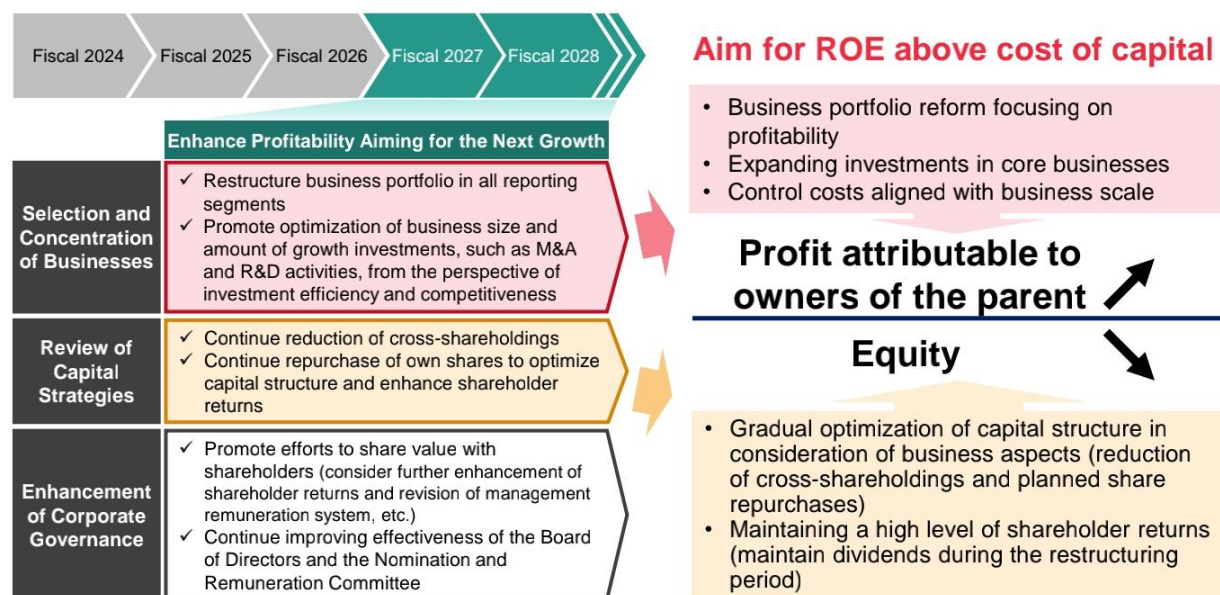 Fiscal 2024
Fiscal 2025
Fiscal 2026
Fiscal 2027
Fiscal 2028
Enhance Profitability Aiming for the Next Growth
Selection and
Concentration
of Businesses
✓ Restructure business portfolio in all reporting
segments
✓ Promote optimization of business size and
amount of growth investments, such as M&A
and R&D activities, from the perspective of
investment efficiency and competitiveness
Review of
Capital
Strategies
✓ Continue reduction of cross-shareholdings
✓ Continue repurchase of own shares to optimize
capital structure and enhance shareholder
returns
Enhancement
of Corporate
Governance
✓ Promote efforts to share value with
shareholders (consider further enhancement of
shareholder returns and revision of management
remuneration system, etc.)
✓ Continue improving effectiveness of the Board
of Directors and the Nomination and
Remuneration Committee
Aim for ROE above cost of capital
• Business portfolio reform focusing on
profitability
• Expanding investments in core businesses
• Control costs aligned with business scale
Profit attributable to
owners of the parent
Equity
• Gradual optimization of capital structure in
consideration of business aspects (reduction
of cross-shareholdings and planned share
repurchases)
• Maintaining a high level of shareholder returns
(maintain dividends during the restructuring
period)